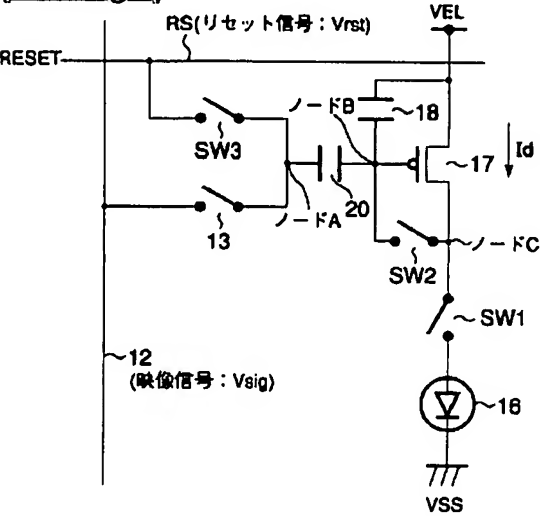 VEL
RS(リセット信号:Vrst)
RESET
ノードB
18
SW3
Id
17
ノードA
20
13
ノードC
SW2
SW1
12
(映像信号:Vsig)
16
VSS